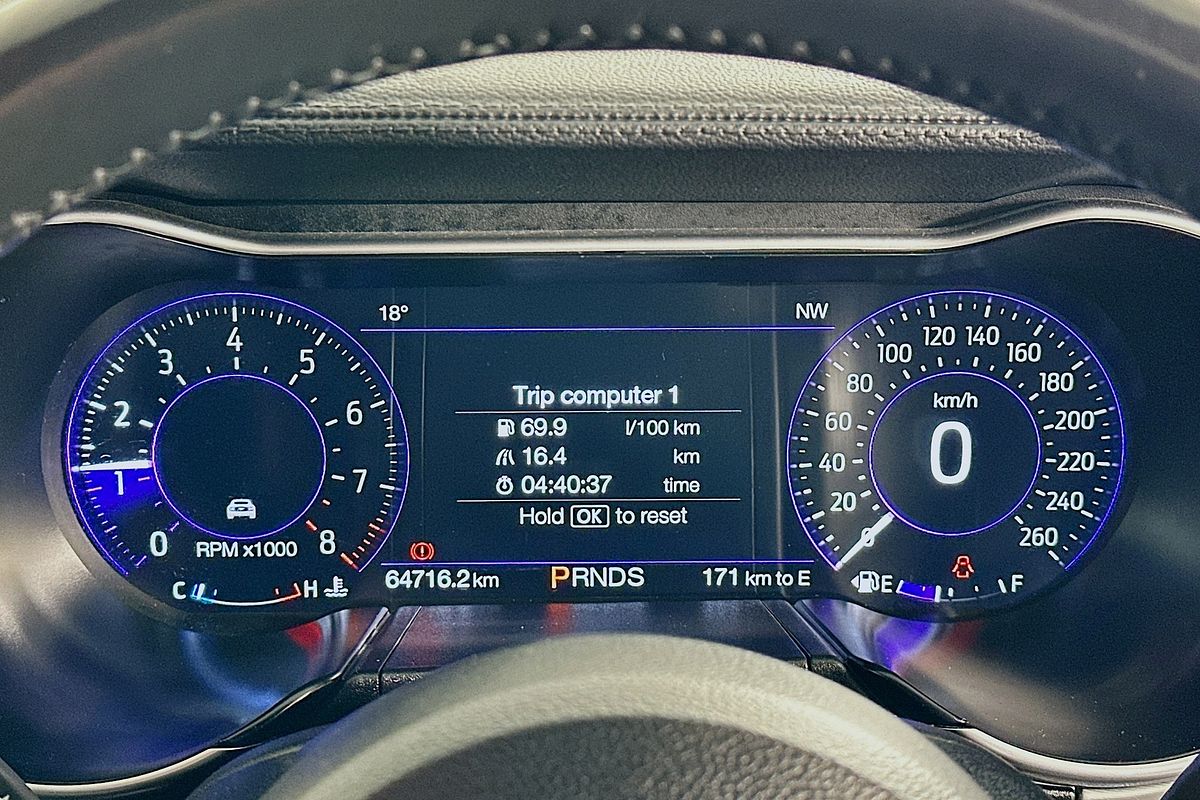 18° NW
Trip computer 1
69.9 l/100 km
16.4 km
04:40:37 time
Hold OK to reset
64716.2 km PRNDS 171 km to E
0 1 2 3 4 5 6 7 8
RPM x1000
C H
0 20 40 60 80 100 120 140 160 180 200 220 240 260
km/h
0
E F